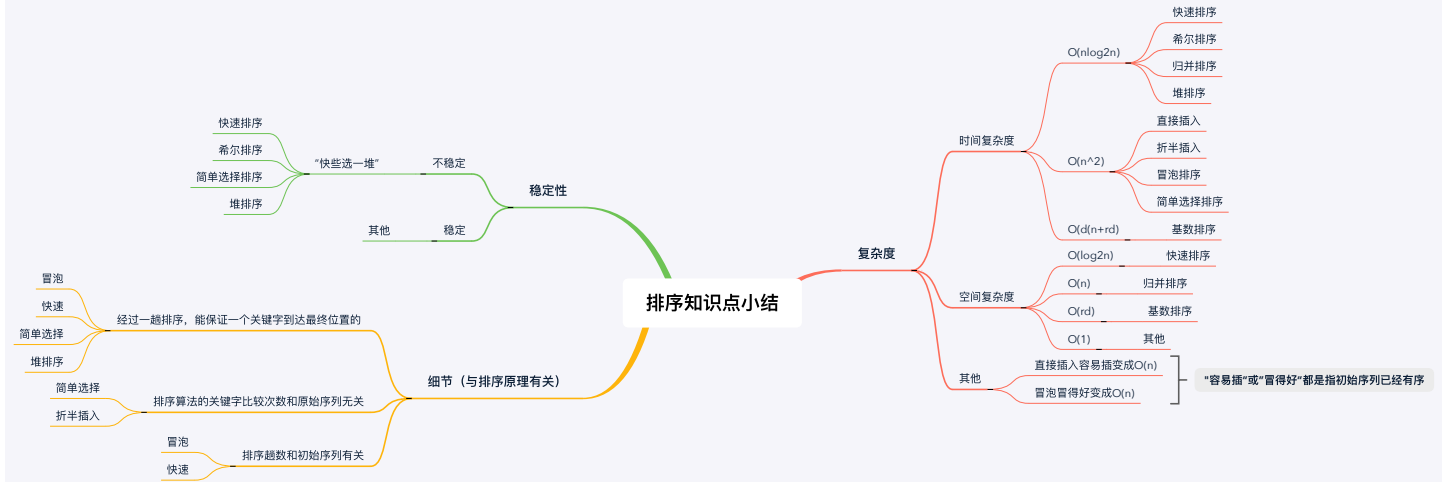 排序知识点小结
复杂度
时间复杂度
O(nlog2n)
快速排序
希尔排序
归并排序
堆排序
O(n^2)
直接插入
折半插入
冒泡排序
简单选择排序
O(d(n+rd)
基数排序
空间复杂度
O(log2n)
快速排序
O(n)
归并排序
O(rd)
基数排序
O(1)
其他
其他
直接插入容易插变成O(n)
冒泡冒得好变成O(n)
“容易插”或“冒得好”都是指初始序列已经有序
稳定性
不稳定
“快些选一堆”
快速排序
希尔排序
简单选择排序
堆排序
稳定
其他
细节（与排序原理有关）
经过一趟排序，能保证一个关键字到达最终位置的
冒泡
快速
简单选择
堆排序
排序算法的关键字比较次数和原始序列无关
简单选择
折半插入
排序趟数和初始序列有关
冒泡
快速